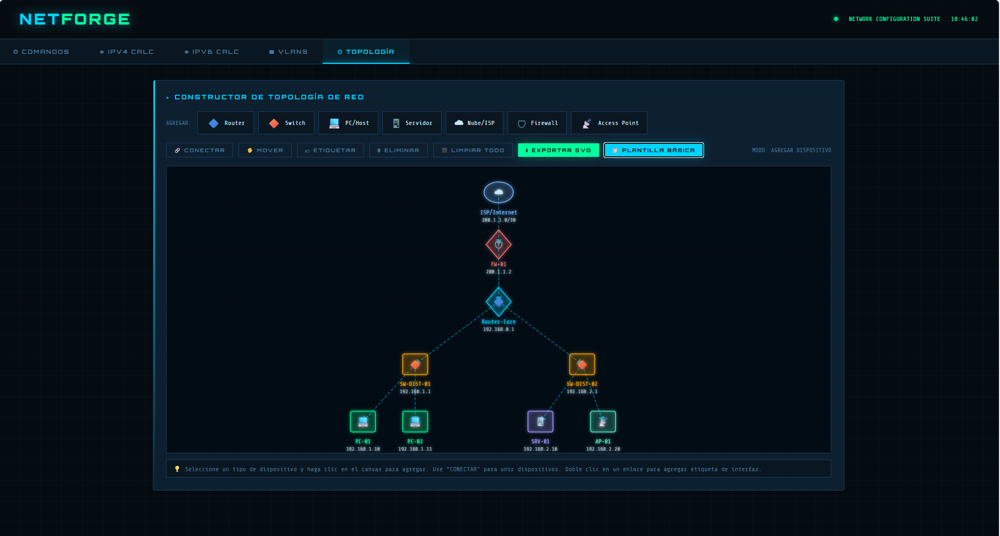 NETFORGE
NETWORK CONFIGURATION SUITE 18:46:02
COMANDOS
IPV4 CALC
IPV6 CALC
VLANS
TOPOLOGÍA
CONSTRUCTOR DE TOPOLOGÍA DE RED
AGREGAR:
Router
Switch
PC/Host
Servidor
Nube/ISP
Firewall
Access Point
CONECTAR
MOVER
ETIQUETAR
ELIMINAR
LIMPIAR TODO
EXPORTAR SVG
PLANTILLA BÁSICA
MODO: AGREGAR DISPOSITIVO
ISP/Internet
200.1.1.0/30
FW-01
200.1.1.2
Router-Core
192.168.0.1
SW-DIST-01
192.168.1.1
SW-DIST-02
192.168.2.1
PC-01
192.168.1.10
PC-02
192.168.1.11
SRV-01
192.168.2.10
AP-01
192.168.2.20
Seleccione un tipo de dispositivo y haga clic en el canvas para agregar. Use "CONECTAR" para unir dispositivos. Doble clic en un enlace para agregar etiqueta de interfaz.